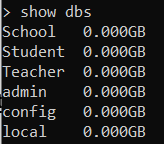 > show dbs
School   0.000GB
Student  0.000GB
Teacher  0.000GB
admin    0.000GB
config   0.000GB
local    0.000GB